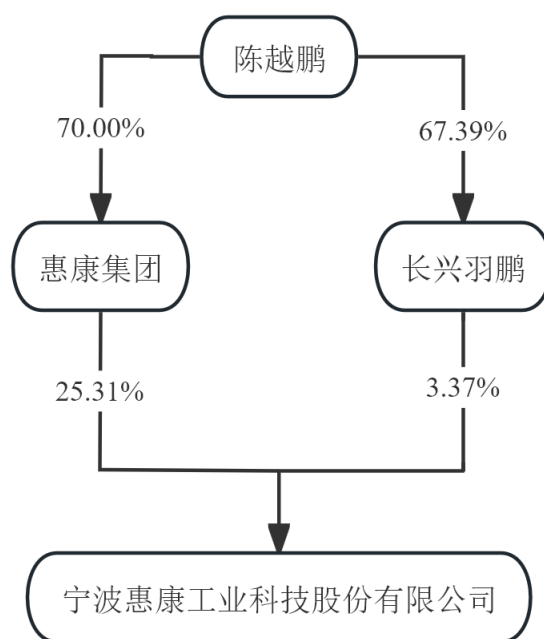 陈越鹏
70.00%
67.39%
惠康集团
长兴羽鹏
25.31%
3.37%
宁波惠康工业科技股份有限公司